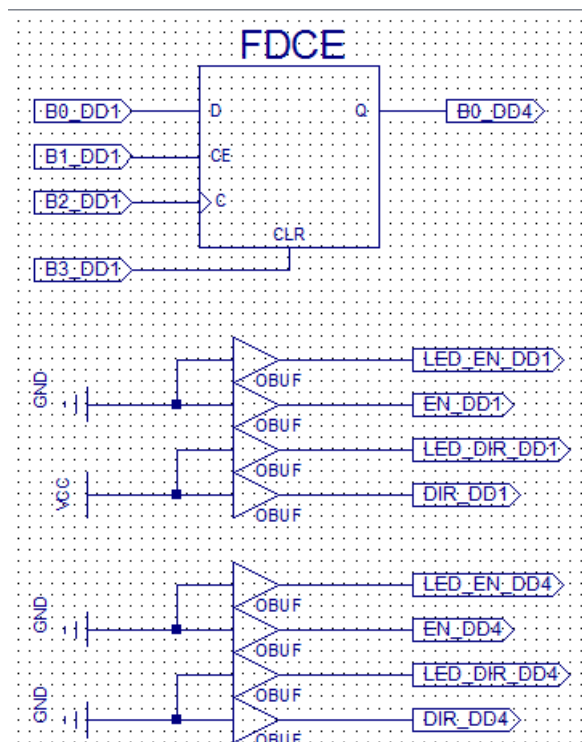 FDCE
B0_DD1
D
Q
B0_DD4
B1_DD1
CE
B2_DD1
C
CLR
B3_DD1
GND
LED_EN_DD1
OBUF
EN_DD1
OBUF
VCC
LED_DIR_DD1
OBUF
DIR_DD1
OBUF
GND
LED_EN_DD4
OBUF
EN_DD4
OBUF
GND
LED_DIR_DD4
OBUF
DIR_DD4
OBUF